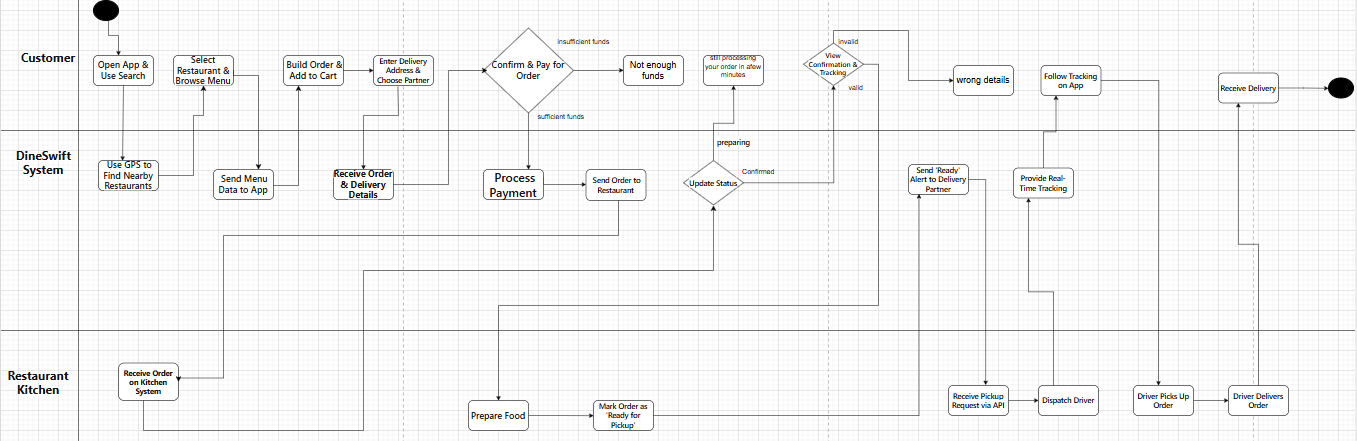 Customer
Open App &
Use Search
Select
Restaurant &
Browse Menu
Build Order &
Add to Cart
Enter Delivery
Address &
Choose Partner
Confirm & Pay for
Order
insufficient funds
sufficient funds
Not enough
funds
still processing
your order in afew
minutes
View
Confirmation &
Tracking
invalid
valid
wrong details
Follow Tracking
on App
Receive Delivery
DineSwift
System
Use GPS to
Find Nearby
Restaurants
Send Menu
Data to App
Receive Order
& Delivery
Details
Process
Payment
Send Order to
Restaurant
preparing
Update Status
Confirmed
Send 'Ready'
Alert to Delivery
Partner
Provide Real-
Time Tracking
Restaurant
Kitchen
Receive Order
on Kitchen
System
Prepare Food
Mark Order as
'Ready for
Pickup'
Receive Pickup
Request via API
Dispatch Driver
Driver Picks Up
Order
Driver Delivers
Order